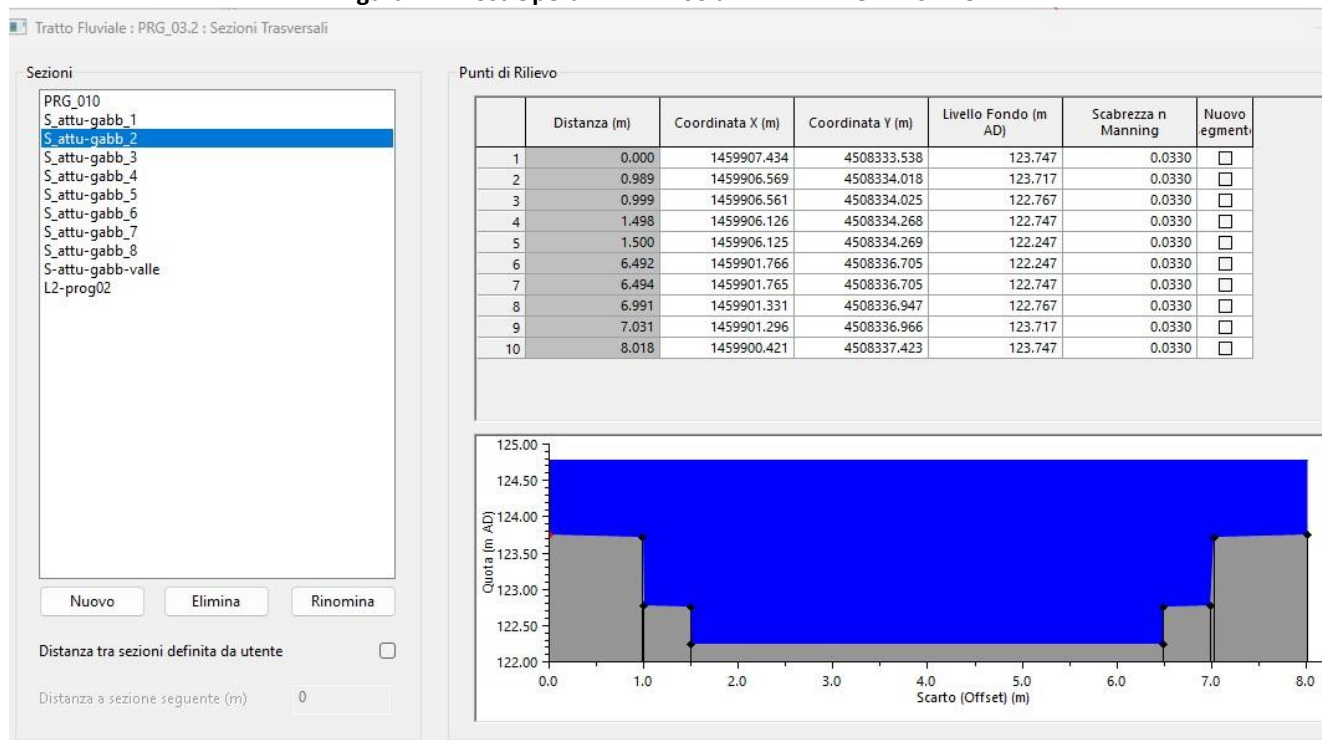 Tratto Fluviale : PRG_03.2 : Sezioni Trasversali
Sezioni
PRG_010
S_attu-gabb_1
S_attu-gabb_2
S_attu-gabb_3
S_attu-gabb_4
S_attu-gabb_5
S_attu-gabb_6
S_attu-gabb_7
S_attu-gabb_8
S-attu-gabb-valle
L2-prog02
Nuovo Elimina Rinomina
Distanza tra sezioni definita da utente
Distanza a sezione seguente (m) 0
Punti di Rilievo
Distanza (m) Coordinata X (m) Coordinata Y (m) Livello Fondo (m AD) Scabrezza n Manning Nuovo egment
1 0.000 1459907.434 4508333.538 123.747 0.0330
2 0.989 1459906.569 4508334.018 123.717 0.0330
3 0.999 1459906.561 4508334.025 122.767 0.0330
4 1.498 1459906.126 4508334.268 122.747 0.0330
5 1.500 1459906.125 4508334.269 122.247 0.0330
6 6.492 1459901.766 4508336.705 122.247 0.0330
7 6.494 1459901.765 4508336.705 122.747 0.0330
8 6.991 1459901.331 4508336.947 122.767 0.0330
9 7.031 1459901.296 4508336.966 123.717 0.0330
10 8.018 1459900.421 4508337.423 123.747 0.0330
Quota (m AD)
125.00
124.50
124.00
123.50
123.00
122.50
122.00
0.0 1.0 2.0 3.0 4.0 5.0 6.0 7.0 8.0
Scarto (Offset) (m)